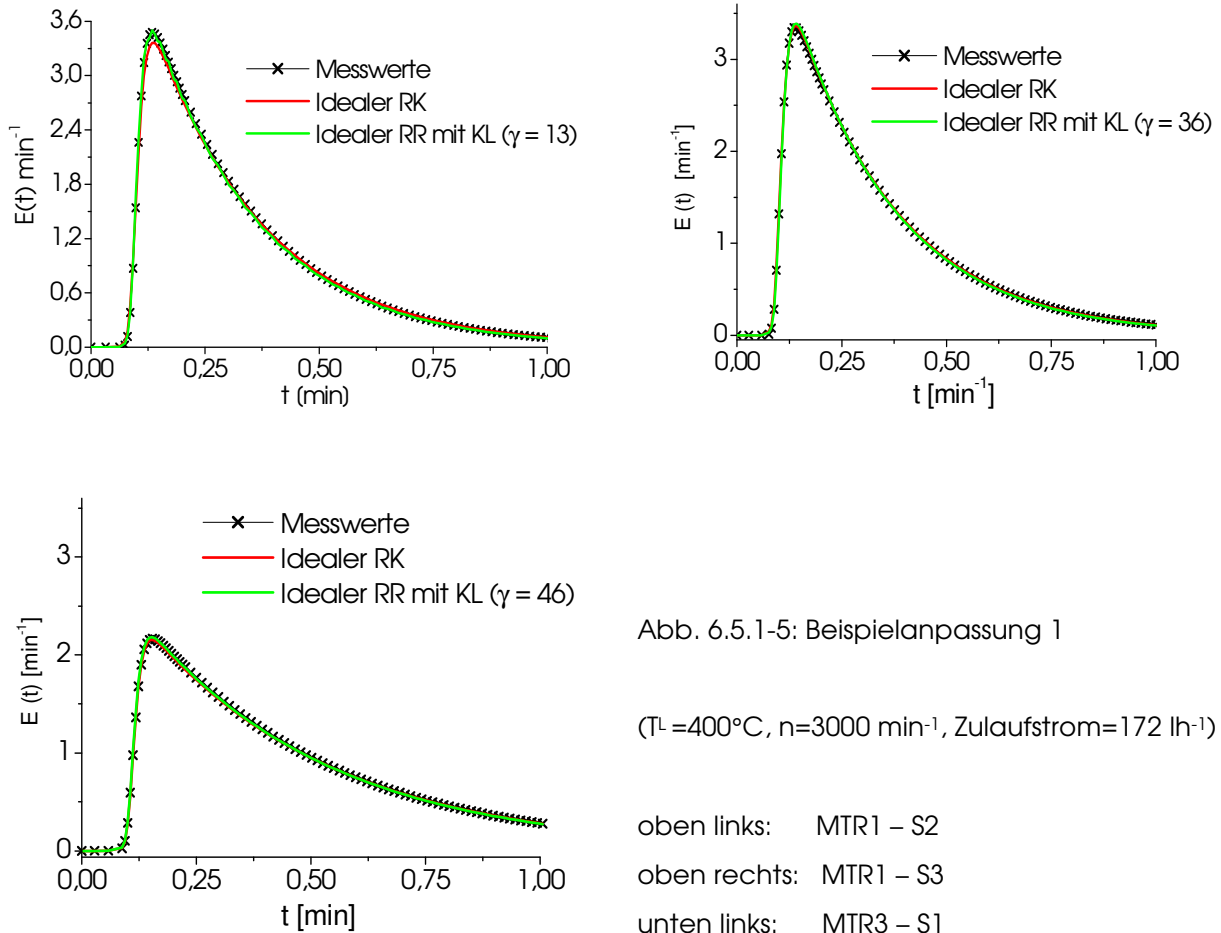 3,6
3,0
2,4
1,8
1,2
0,6
0,0
E(t) min-1
Messwerte
Idealer RK
Idealer RR mit KL (γ = 13)
0,00 0,25 0,50 0,75 1,00
t [min]
3
2
1
0
E (t) [min-1]
Messwerte
Idealer RK
Idealer RR mit KL (γ = 36)
0,00 0,25 0,50 0,75 1,00
t [min-1]
3
2
1
0
E (t) [min-1]
Messwerte
Idealer RK
Idealer RR mit KL (γ = 46)
0,00 0,25 0,50 0,75 1,00
t [min]
Abb. 6.5.1-5: Beispielanpassung 1
(TL =400°C, n=3000 min-1, Zulaufstrom=172 lh-1)
oben links: MTR1 – S2
oben rechts: MTR1 – S3
unten links: MTR3 – S1